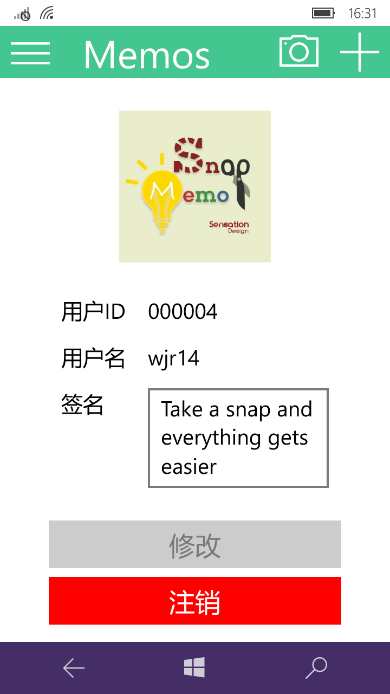 16:31
Memos
Snap
Memo
Sensation
Design
用户ID 000004
用户名 wjr14
签名 Take a snap and
everything gets
easier
修改
注销